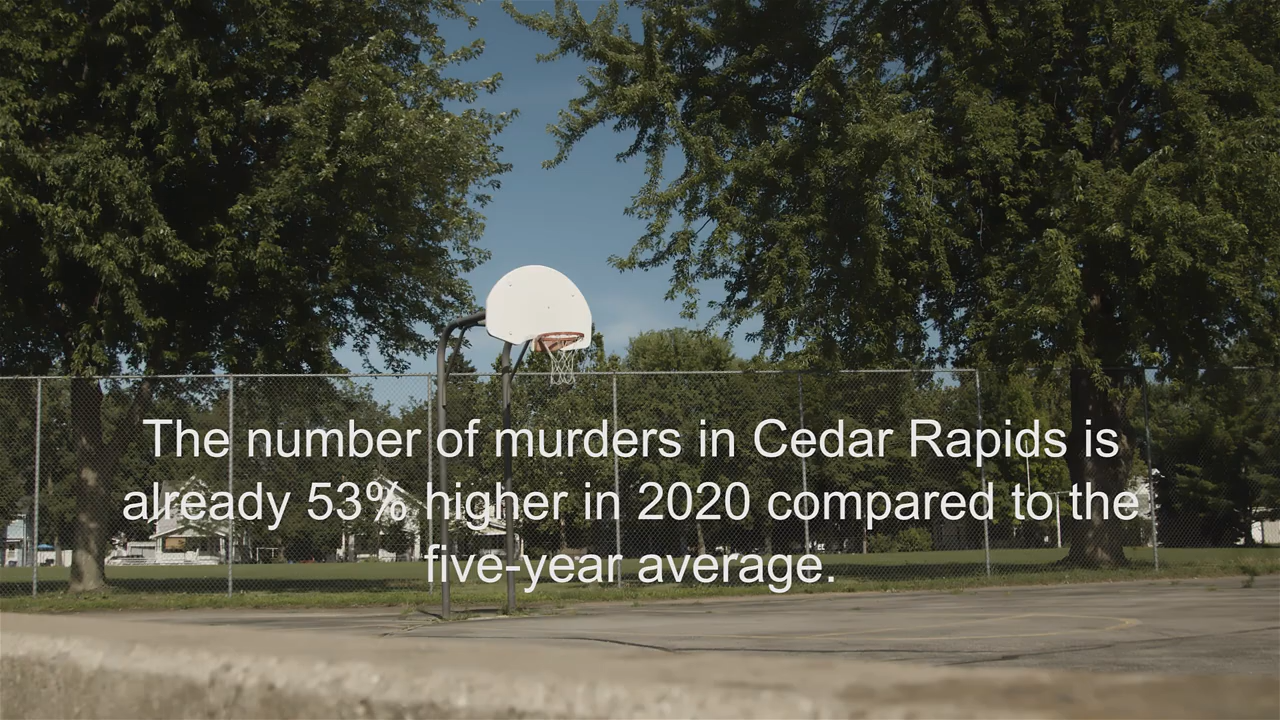 The number of murders in Cedar Rapids is
already 53% higher in 2020 compared to the
five-year average.